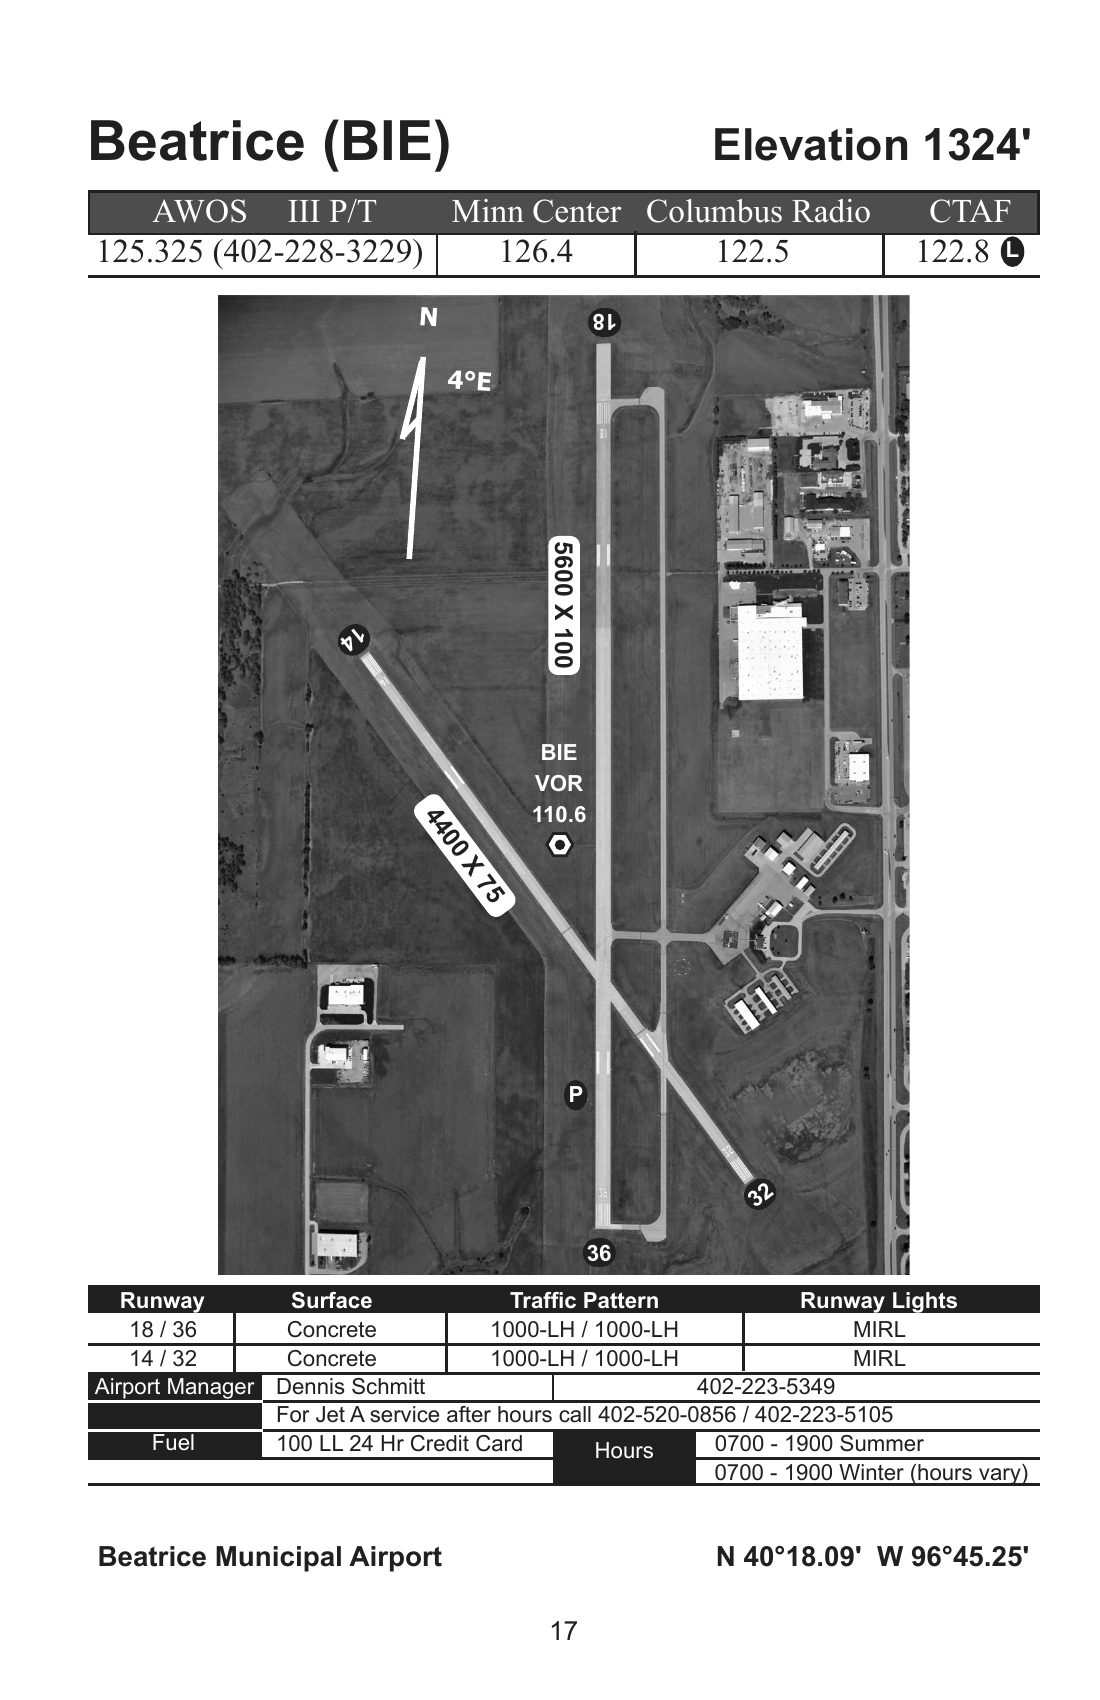 Beatrice (BIE) Elevation 1324'
AWOS III P/T Minn Center Columbus Radio CTAF
125.325 (402-228-3229) 126.4 122.5 122.8 L
N
4°E
18
5600 X 100
14
BIE
VOR
110.6
4400 X 75
P
32
36
Runway Surface Traffic Pattern Runway Lights
18 / 36 Concrete 1000-LH / 1000-LH MIRL
14 / 32 Concrete 1000-LH / 1000-LH MIRL
Airport Manager Dennis Schmitt 402-223-5349
For Jet A service after hours call 402-520-0856 / 402-223-5105
Fuel 100 LL 24 Hr Credit Card Hours 0700 - 1900 Summer
0700 - 1900 Winter (hours vary)
Beatrice Municipal Airport N 40°18.09' W 96°45.25'
17